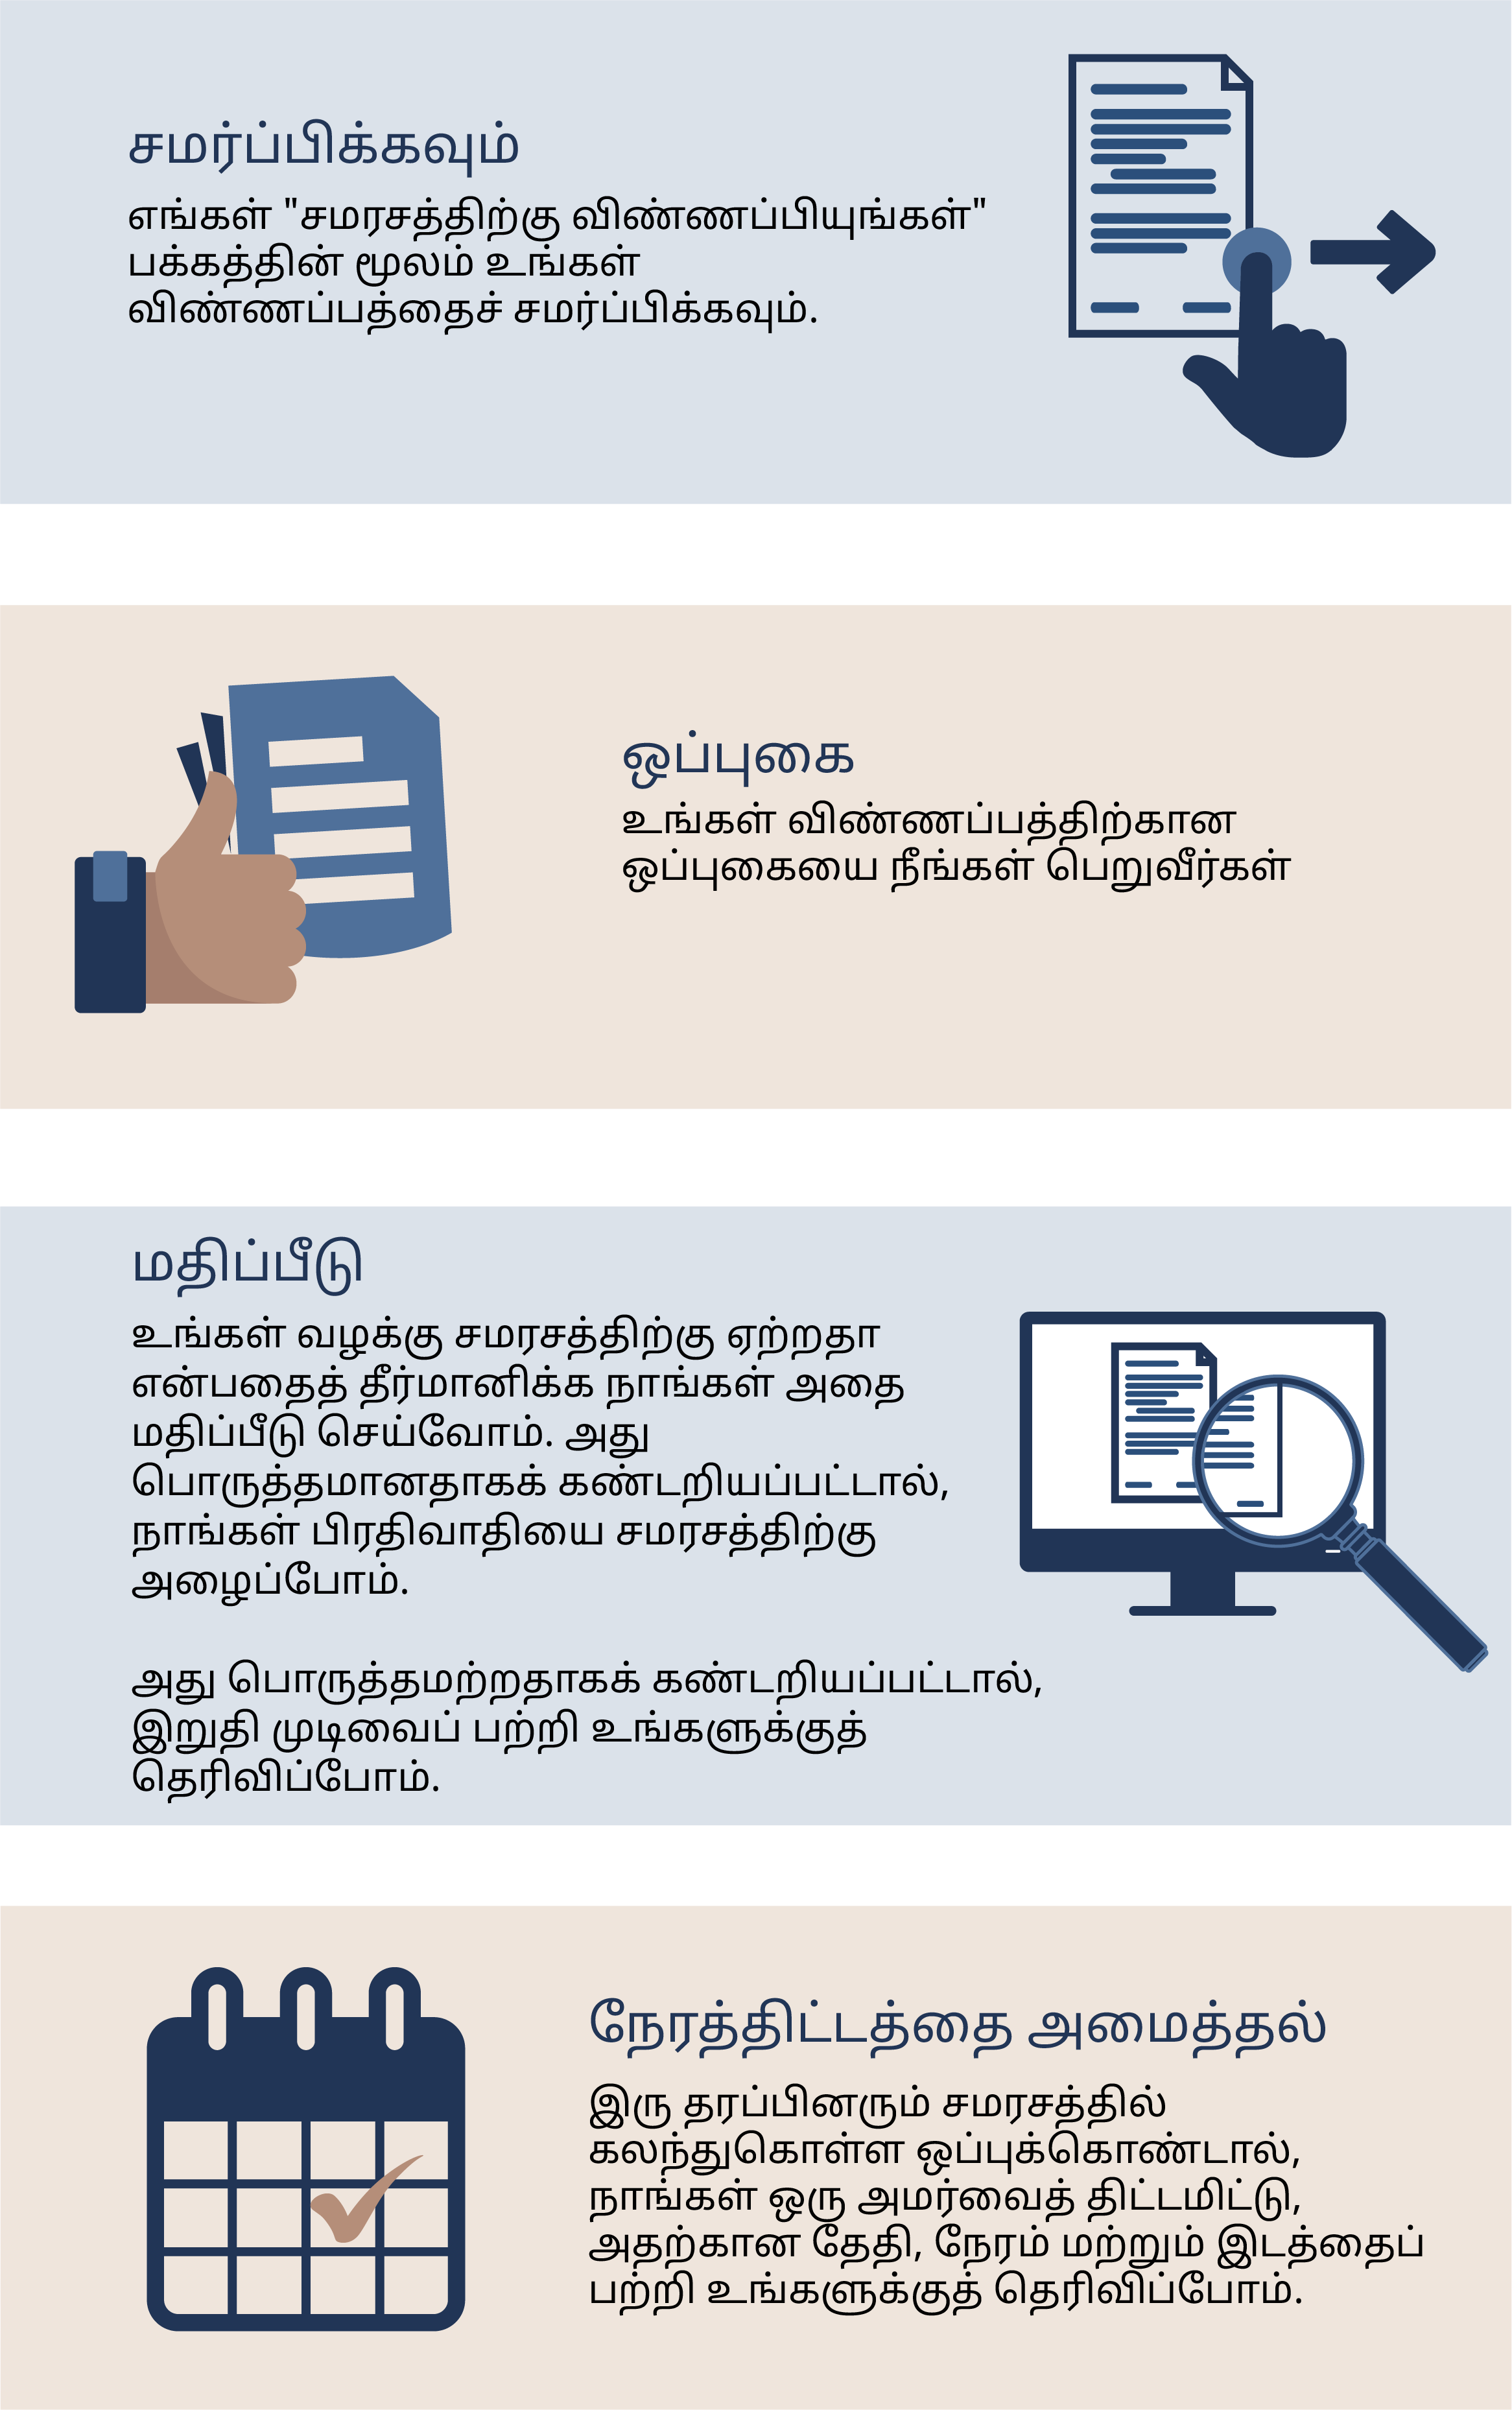 சமர்ப்பிக்கவும்
எங்கள் "சமரசத்திற்கு விண்ணப்பியுங்கள்"
பக்கத்தின் மூலம் உங்கள்
விண்ணப்பத்தைச் சமர்ப்பிக்கவும்.
ஒப்புகை
உங்கள் விண்ணப்பத்திற்கான
ஒப்புகையை நீங்கள் பெறுவீர்கள்
மதிப்பீடு
உங்கள் வழக்கு சமரசத்திற்கு ஏற்றதா
என்பதைத் தீர்மானிக்க நாங்கள் அதை
மதிப்பீடு செய்வோம். அது
பொருத்தமானதாகக் கண்டறியப்பட்டால்,
நாங்கள் பிரதிவாதியை சமரசத்திற்கு
அழைப்போம்.
அது பொருத்தமற்றதாகக் கண்டறியப்பட்டால்,
இறுதி முடிவைப் பற்றி உங்களுக்குத்
தெரிவிப்போம்.
நேரத்திட்டத்தை அமைத்தல்
இரு தரப்பினரும் சமரசத்தில்
கலந்துகொள்ள ஒப்புக்கொண்டால்,
நாங்கள் ஒரு அமர்வைத் திட்டமிட்டு,
அதற்கான தேதி, நேரம் மற்றும் இடத்தைப்
பற்றி உங்களுக்குத் தெரிவிப்போம்.